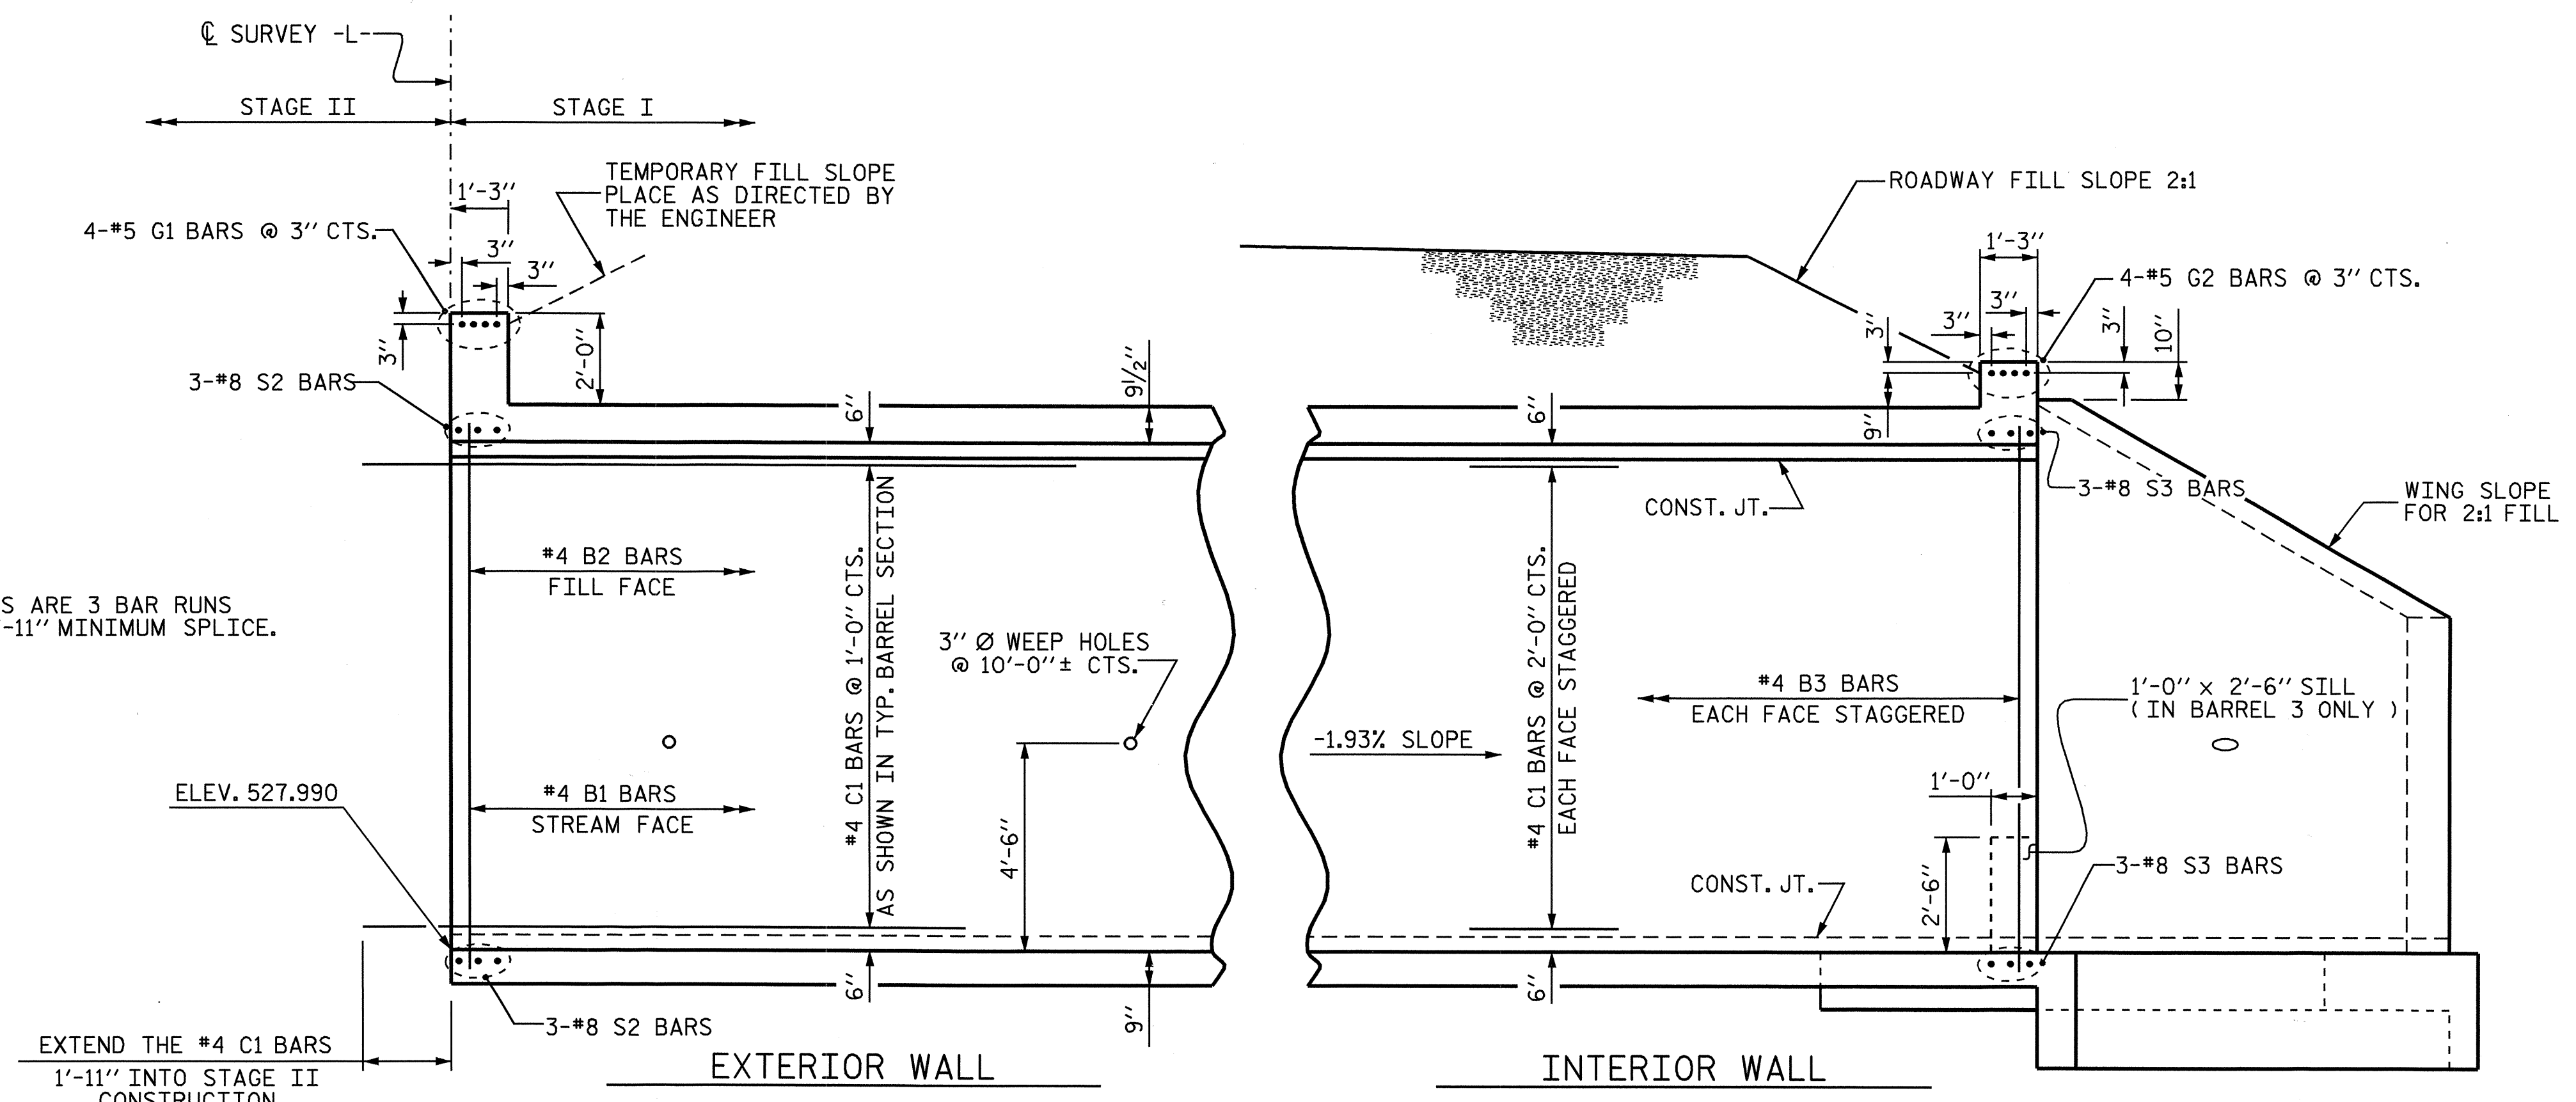 ℄ SURVEY -L-
STAGE II
STAGE I
TEMPORARY FILL SLOPE
PLACE AS DIRECTED BY
THE ENGINEER
1'-3"
4-#5 G1 BARS @ 3" CTS.
3"
3"
3"
2'-0"
3-#8 S2 BARS
6"
9½"
ROADWAY FILL SLOPE 2:1
1'-3"
4-#5 G2 BARS @ 3" CTS.
3"
3"
3"
3"
10"
9"
6"
CONST. JT.
3-#8 S3 BARS
WING SLOPE
FOR 2:1 FILL
#4 B2 BARS
FILL FACE
S ARE 3 BAR RUNS
-11" MINIMUM SPLICE.
#4 C1 BARS @ 1'-0" CTS.
AS SHOWN IN TYP. BARREL SECTION
3" Ø WEEP HOLES
@ 10'-0"± CTS.
#4 C1 BARS @ 2'-0" CTS.
EACH FACE STAGGERED
#4 B3 BARS
EACH FACE STAGGERED
1'-0" x 2'-6" SILL
( IN BARREL 3 ONLY )
-1.93% SLOPE
ELEV. 527.990
#4 B1 BARS
STREAM FACE
4'-6"
1'-0"
2'-6"
CONST. JT.
3-#8 S3 BARS
6"
9"
6"
3-#8 S2 BARS
EXTEND THE #4 C1 BARS
1'-11" INTO STAGE II
CONSTRUCTION
EXTERIOR WALL
INTERIOR WALL